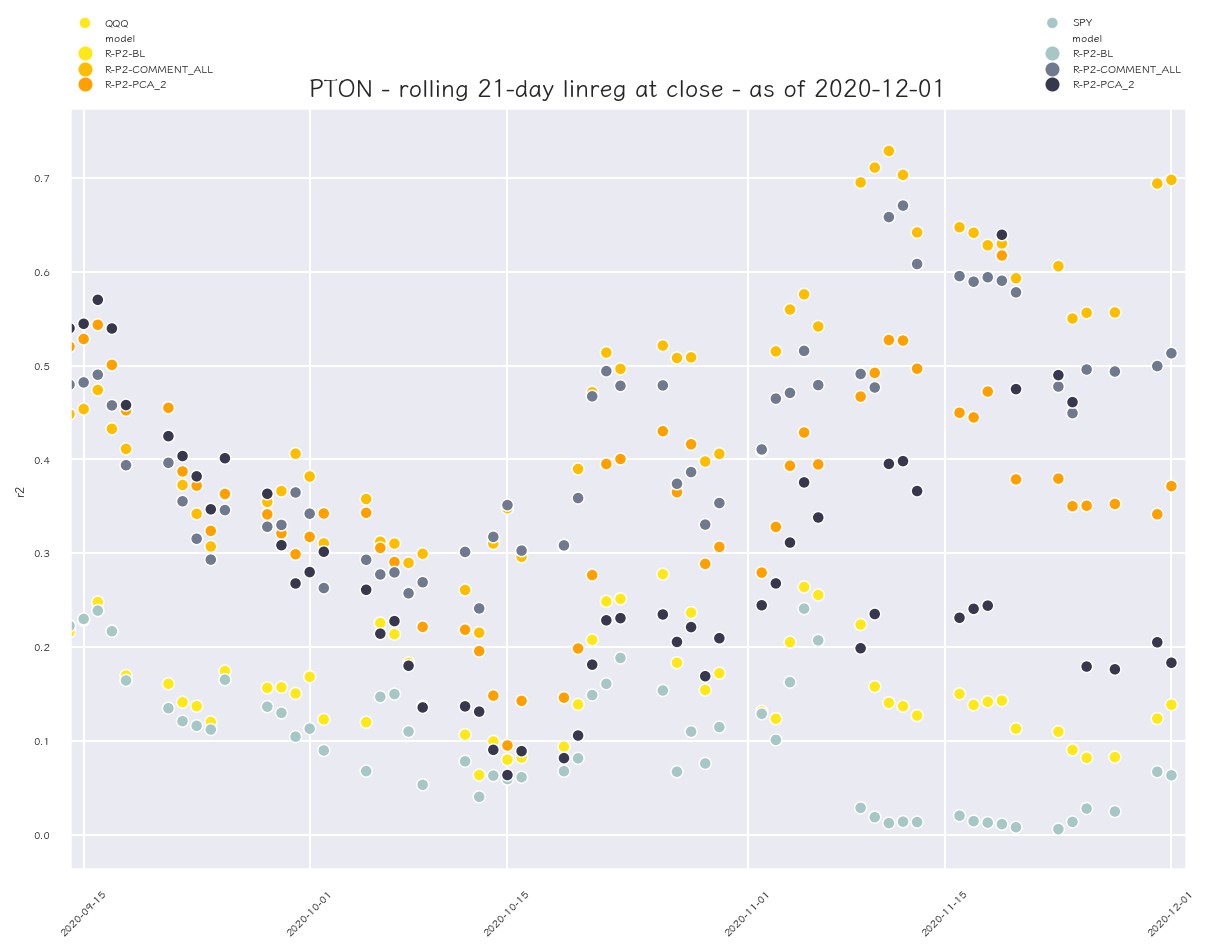 QQQ
model
R-P2-BL
R-P2-COMMENT_ALL
R-P2-PCA_2
SPY
model
R-P2-BL
R-P2-COMMENT_ALL
R-P2-PCA_2
PTON - rolling 21-day linreg at close - as of 2020-12-01
0.7
0.6
0.5
0.4
0.3
0.2
0.1
0.0
r2
2020-09-15
2020-10-01
2020-10-15
2020-11-01
2020-11-15
2020-12-01